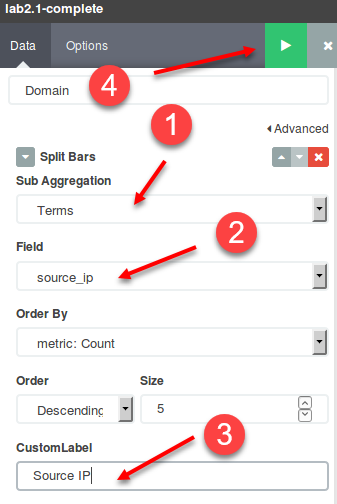 lab2.1-complete
Data Options
Domain
4
1
Advanced
Split Bars
Sub Aggregation
Terms
2
Field
source_ip
Order By
metric: Count
Order Size
Descending 5
3
CustomLabel
Source IP